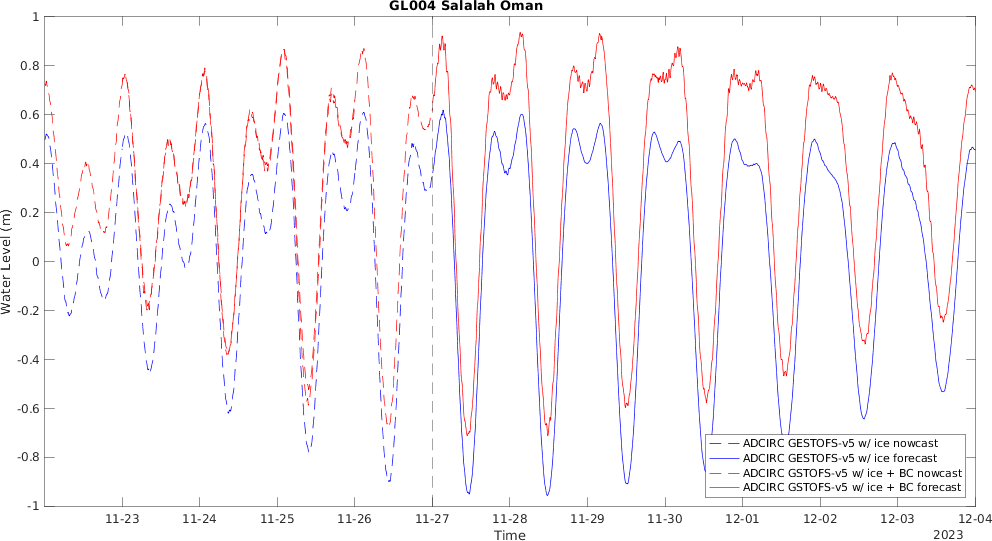 GL004 Salalah Oman
Water Level (m)
1
0.8
0.6
0.4
0.2
0
-0.2
-0.4
-0.6
-0.8
-1
ADCIRC GESTOFS-v5 w/ ice nowcast
ADCIRC GESTOFS-v5 w/ ice forecast
ADCIRC GSTOFS-v5 w/ ice + BC nowcast
ADCIRC GSTOFS-v5 w/ ice + BC forecast
11-23 11-24 11-25 11-26 11-27 11-28 11-29 11-30 12-01 12-02 12-03 12-04
Time
2023